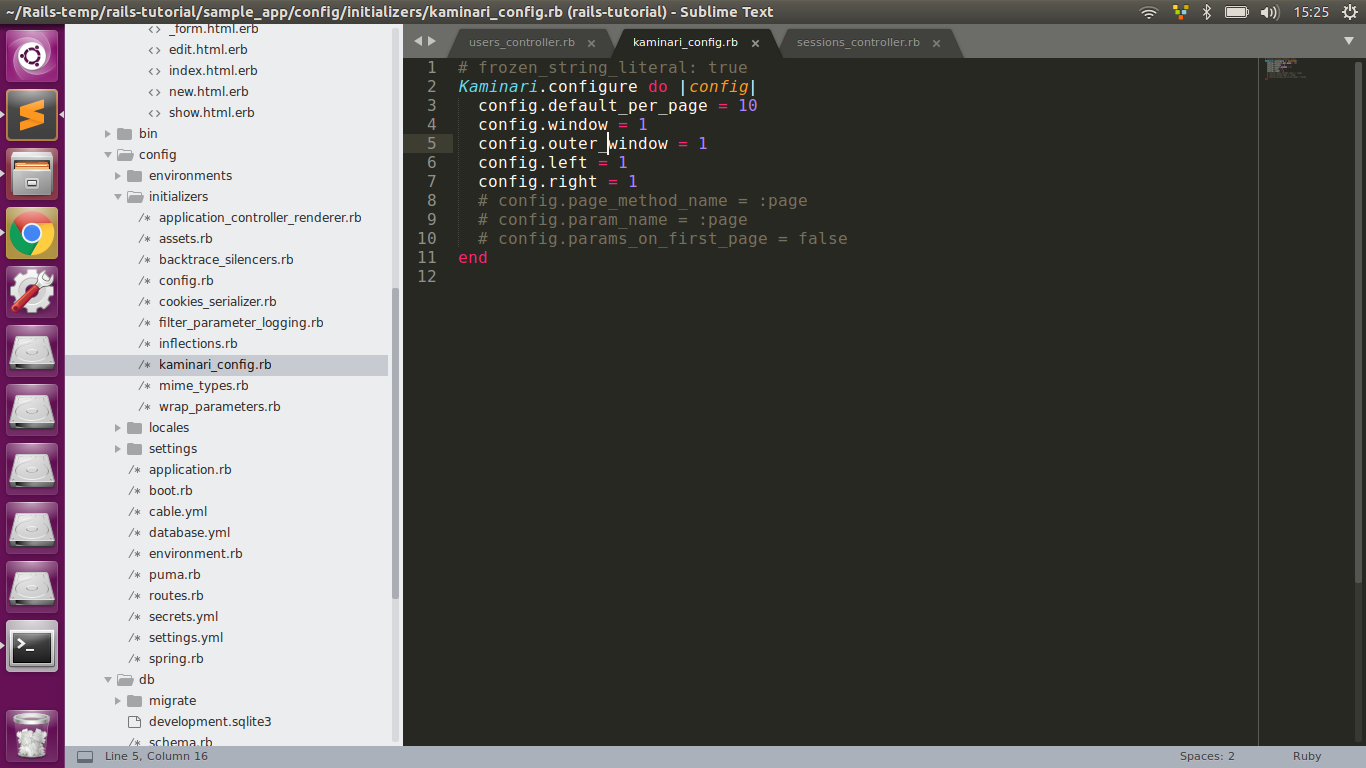 ~/Rails-temp/rails-tutorial/sample_app/config/initializers/kaminari_config.rb (rails-tutorial) - Sublime Text
15:25
_form.html.erb
edit.html.erb
index.html.erb
new.html.erb
show.html.erb
bin
config
environments
initializers
application_controller_renderer.rb
assets.rb
backtrace_silencers.rb
config.rb
cookies_serializer.rb
filter_parameter_logging.rb
inflections.rb
kaminari_config.rb
mime_types.rb
wrap_parameters.rb
locales
settings
application.rb
boot.rb
cable.yml
database.yml
environment.rb
puma.rb
routes.rb
secrets.yml
settings.yml
spring.rb
db
migrate
development.sqlite3
schema.rb
users_controller.rb
kaminari_config.rb
sessions_controller.rb
1 # frozen_string_literal: true
2 Kaminari.configure do |config|
3 config.default_per_page = 10
4 config.window = 1
5 config.outer_window = 1
6 config.left = 1
7 config.right = 1
8 # config.page_method_name = :page
9 # config.param_name = :page
10 # config.params_on_first_page = false
11 end
12
Line 5, Column 16
Spaces: 2
Ruby